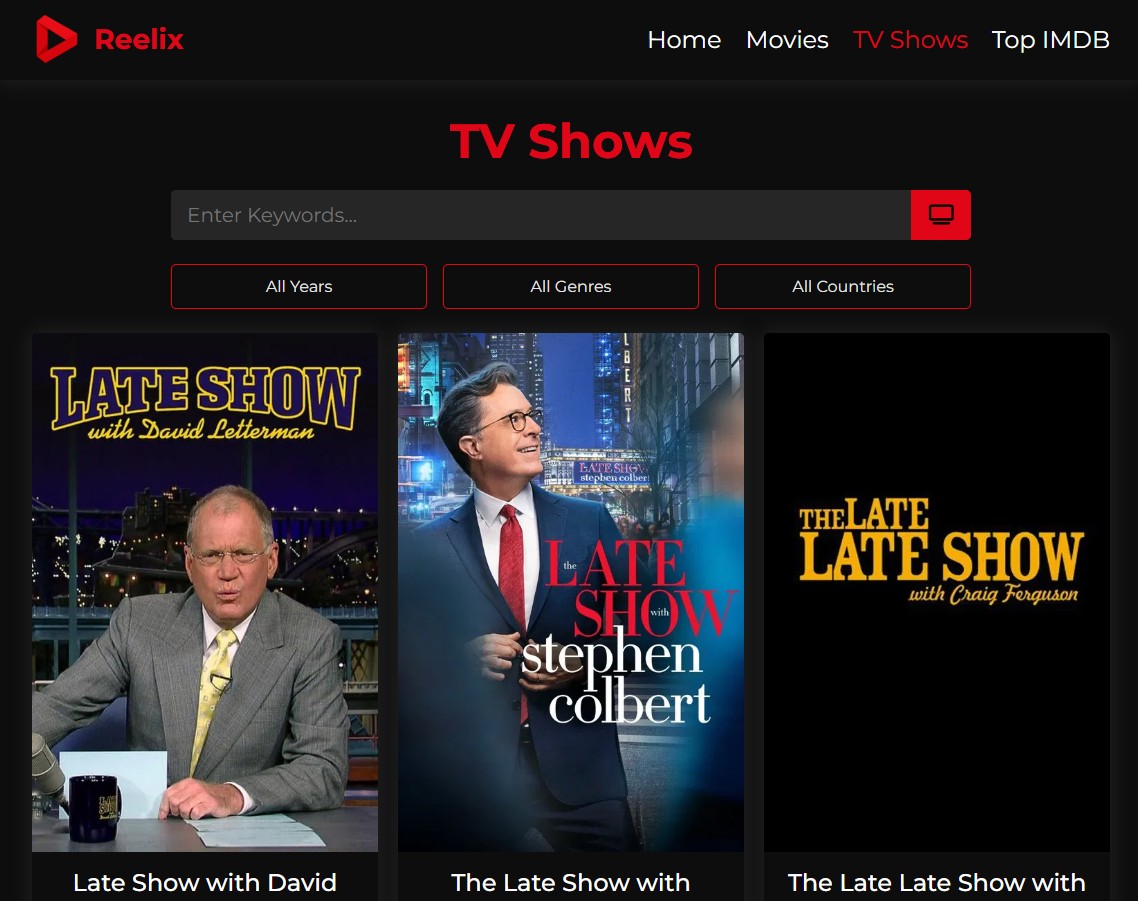 Reelix
Home Movies TV Shows Top IMDB
TV Shows
Enter Keywords...
All Years
All Genres
All Countries
LATE SHOW
with David Letterman
LATE SHOW
stephen colber
the LATE
SHOW with
stephen
colbert
THE LATE
LATE SHOW
with Craig Ferguson
Late Show with David
The Late Show with
The Late Late Show with